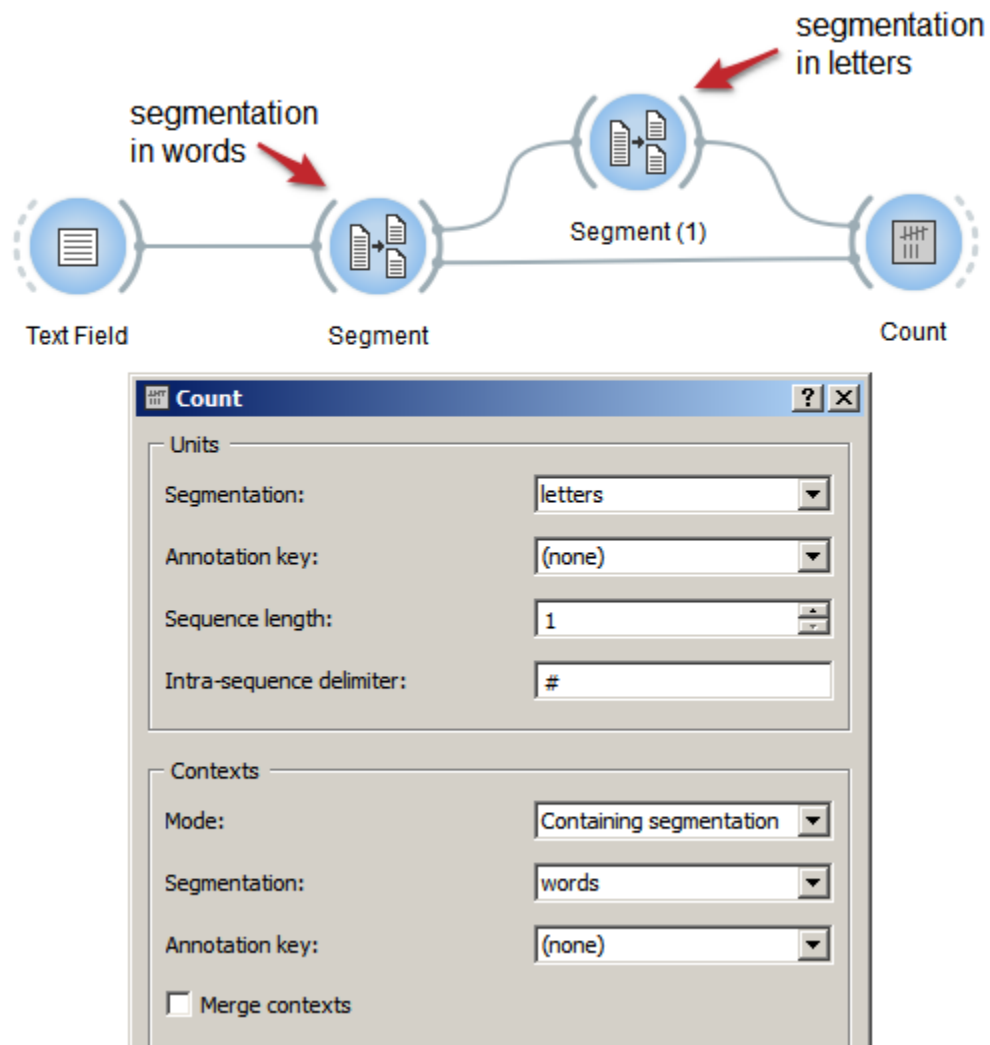 segmentation
in letters
segmentation
in words
Segment (1)
Text Field
Segment
Count
Count
Units
Segmentation: letters
Annotation key: (none)
Sequence length: 1
Intra-sequence delimiter: #
Contexts
Mode: Containing segmentation
Segmentation: words
Annotation key: (none)
Merge contexts